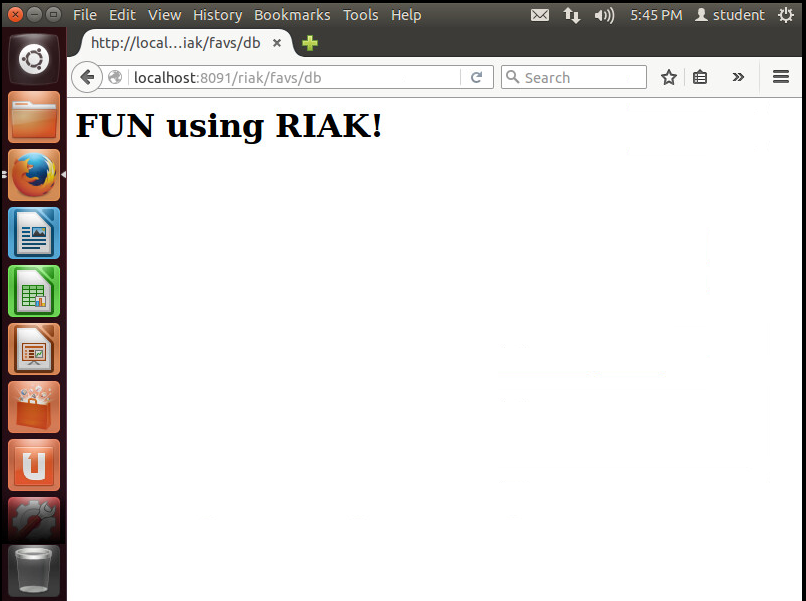 File Edit View History Bookmarks Tools Help 5:45 PM student
http://local...iak/favs/db
localhost:8091/riak/favs/db Search
FUN using RIAK!